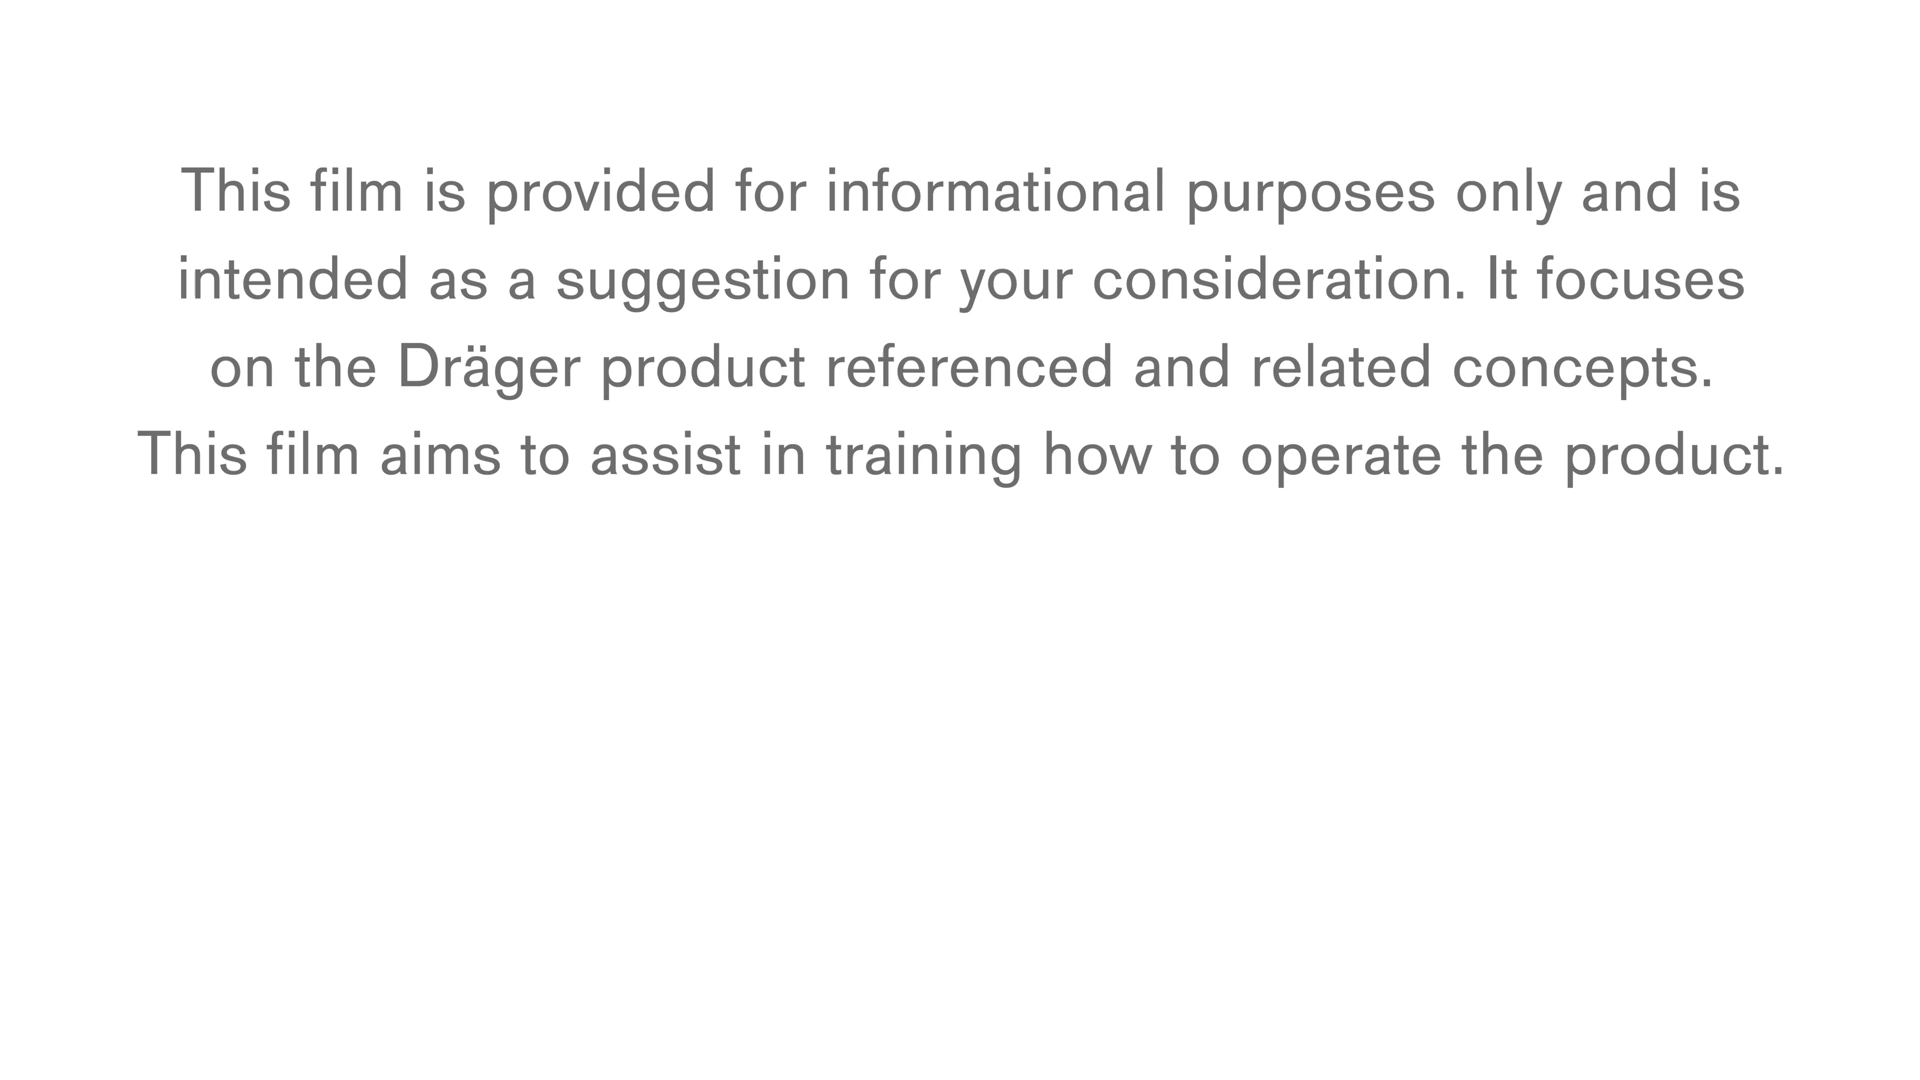 This film is provided for informational purposes only and is
intended as a suggestion for your consideration. It focuses
on the Dräger product referenced and related concepts.
This film aims to assist in training how to operate the product.